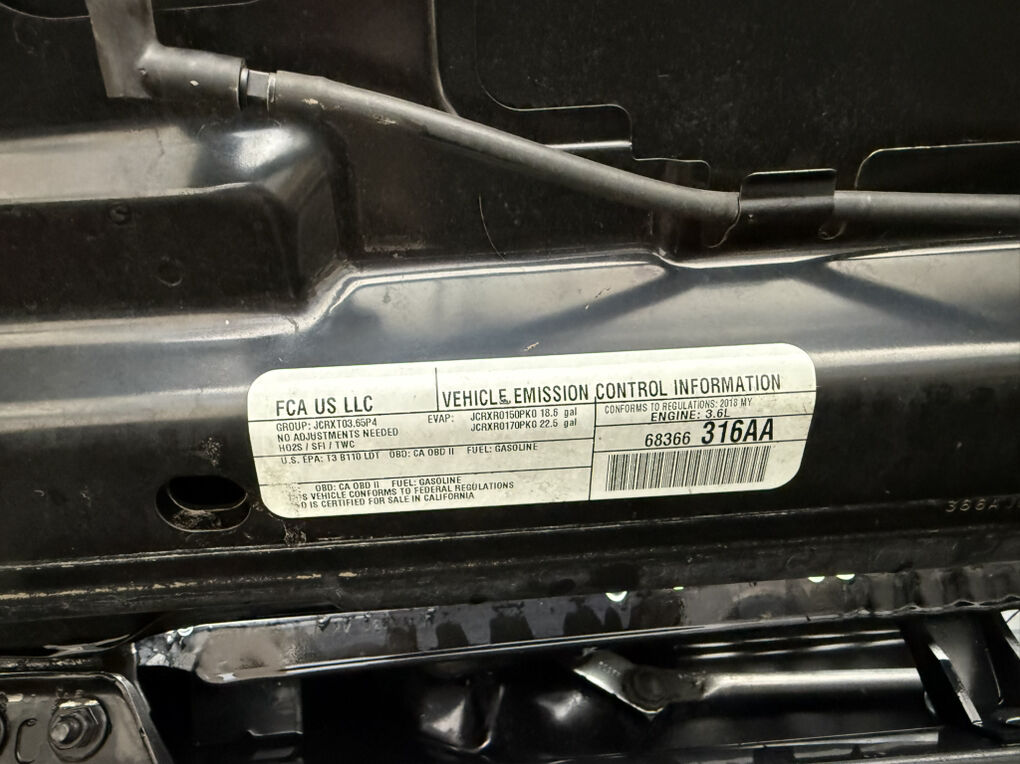 FCA US LLC
VEHICLE EMISSION CONTROL INFORMATION
GROUP: JCRXT03.65P4
NO ADJUSTMENTS NEEDED
HO2S / SFI / TWC
EVAP: JCRXR0150PK0 18.6 gal
JCRXR0170PK0 22.5 gal
CONFORMS TO REGULATIONS: 2018 MY
ENGINE: 3.6L
68366 316AA
U.S. EPA: T3 B110 LDT OBD: CA OBD II FUEL: GASOLINE
OBD: CA OBD II FUEL: GASOLINE
VEHICLE CONFORMS TO FEDERAL REGULATIONS
IS CERTIFIED FOR SALE IN CALIFORNIA